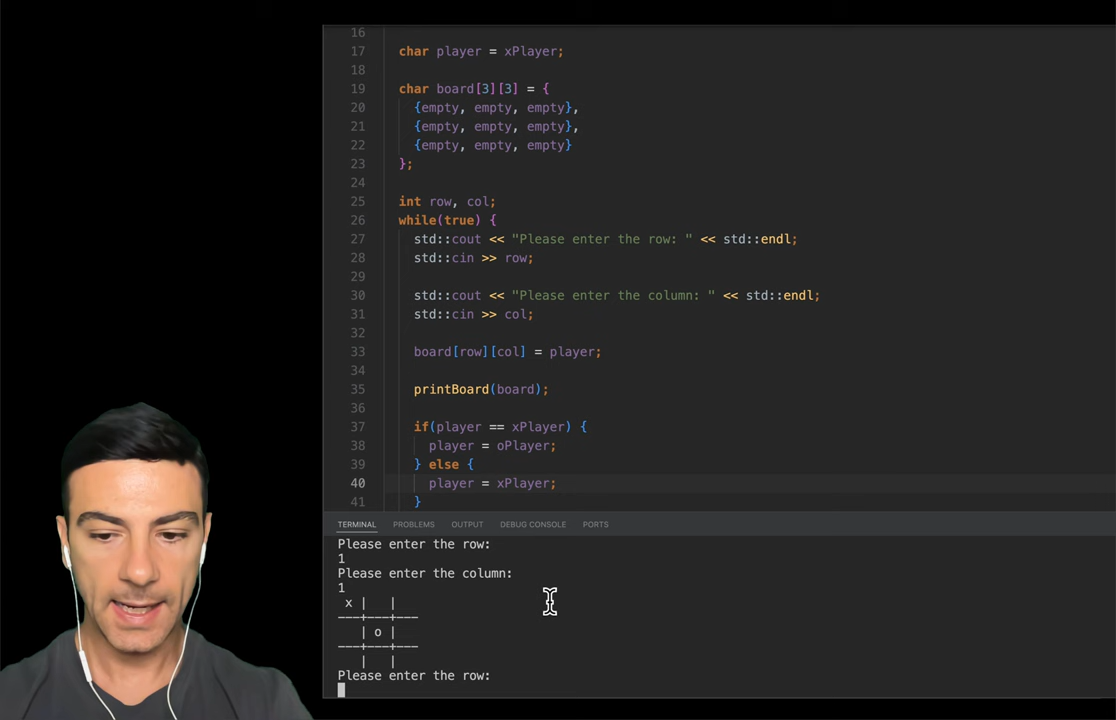 16
17 char player = xPlayer;
18
19 char board[3][3] = {
20 {empty, empty, empty},
21 {empty, empty, empty},
22 {empty, empty, empty}
23 };
24
25 int row, col;
26 while(true) {
27 std::cout << "Please enter the row: " << std::endl;
28 std::cin >> row;
29
30 std::cout << "Please enter the column: " << std::endl;
31 std::cin >> col;
32
33 board[row][col] = player;
34
35 printBoard(board);
36
37 if(player == xPlayer) {
38 player = oPlayer;
39 } else {
40 player = xPlayer;
41 }
TERMINAL PROBLEMS OUTPUT DEBUG CONSOLE PORTS
Please enter the row:
1
Please enter the column:
1
 x |   |
---+---+---
   | o |
---+---+---
   |   |
Please enter the row: